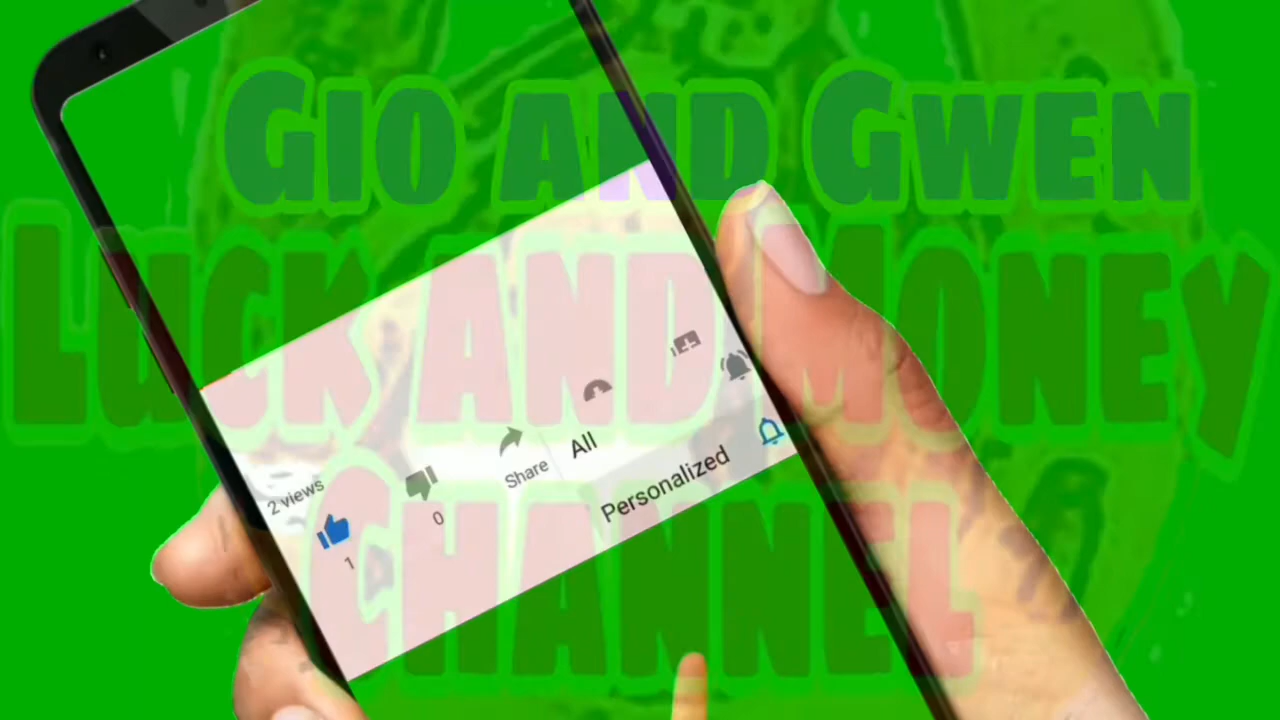 Gio and Gwen
Luck and Money
Channel
2 views
1
0
Share
All
Personalized